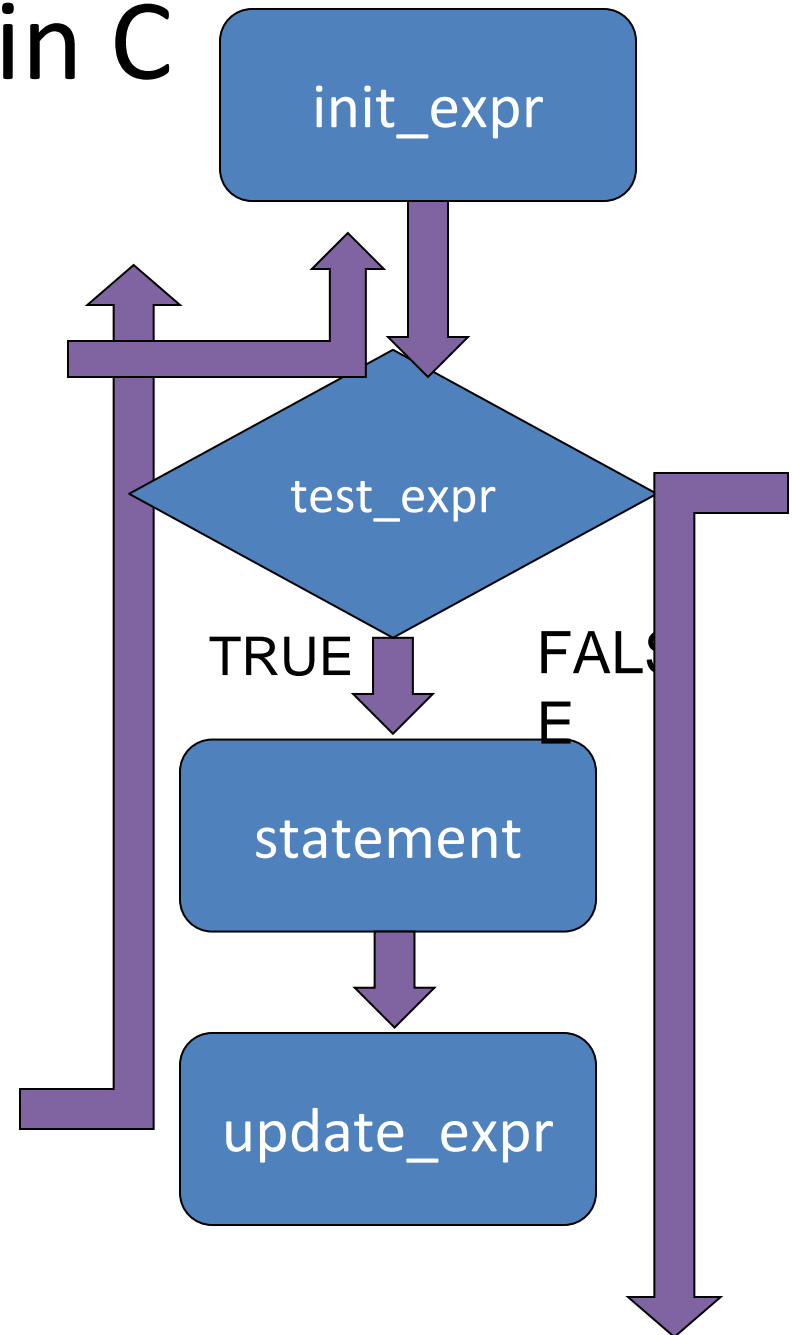 in C
init_expr
test_expr
TRUE
FALS
E
statement
update_expr